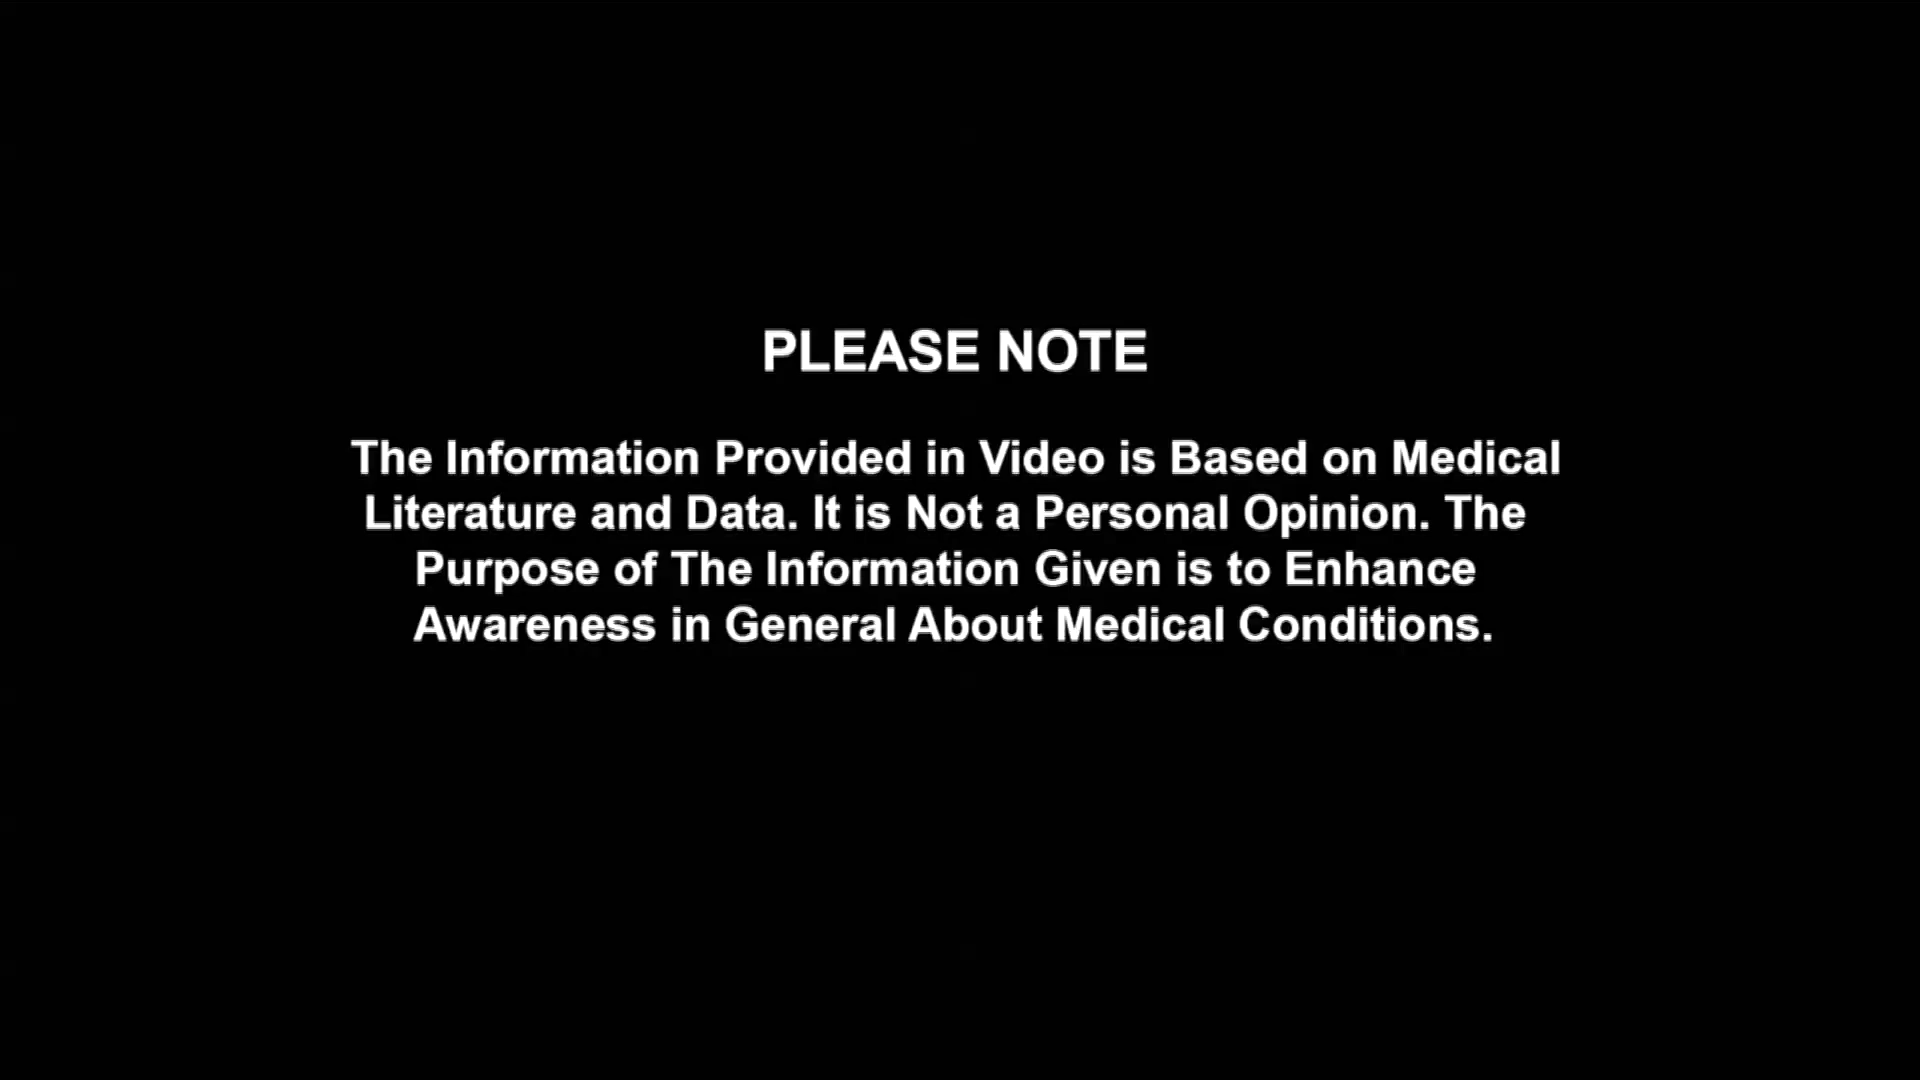 PLEASE NOTE
The Information Provided in Video is Based on Medical
Literature and Data. It is Not a Personal Opinion. The
Purpose of The Information Given is to Enhance
Awareness in General About Medical Conditions.